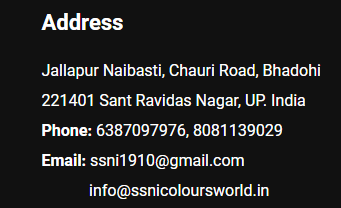 Address
Jallapur Naibasti, Chauri Road, Bhadohi
221401 Sant Ravidas Nagar, UP. India
Phone: 6387097976, 8081139029
Email: ssni1910@gmail.com
info@ssnicoloursworld.in